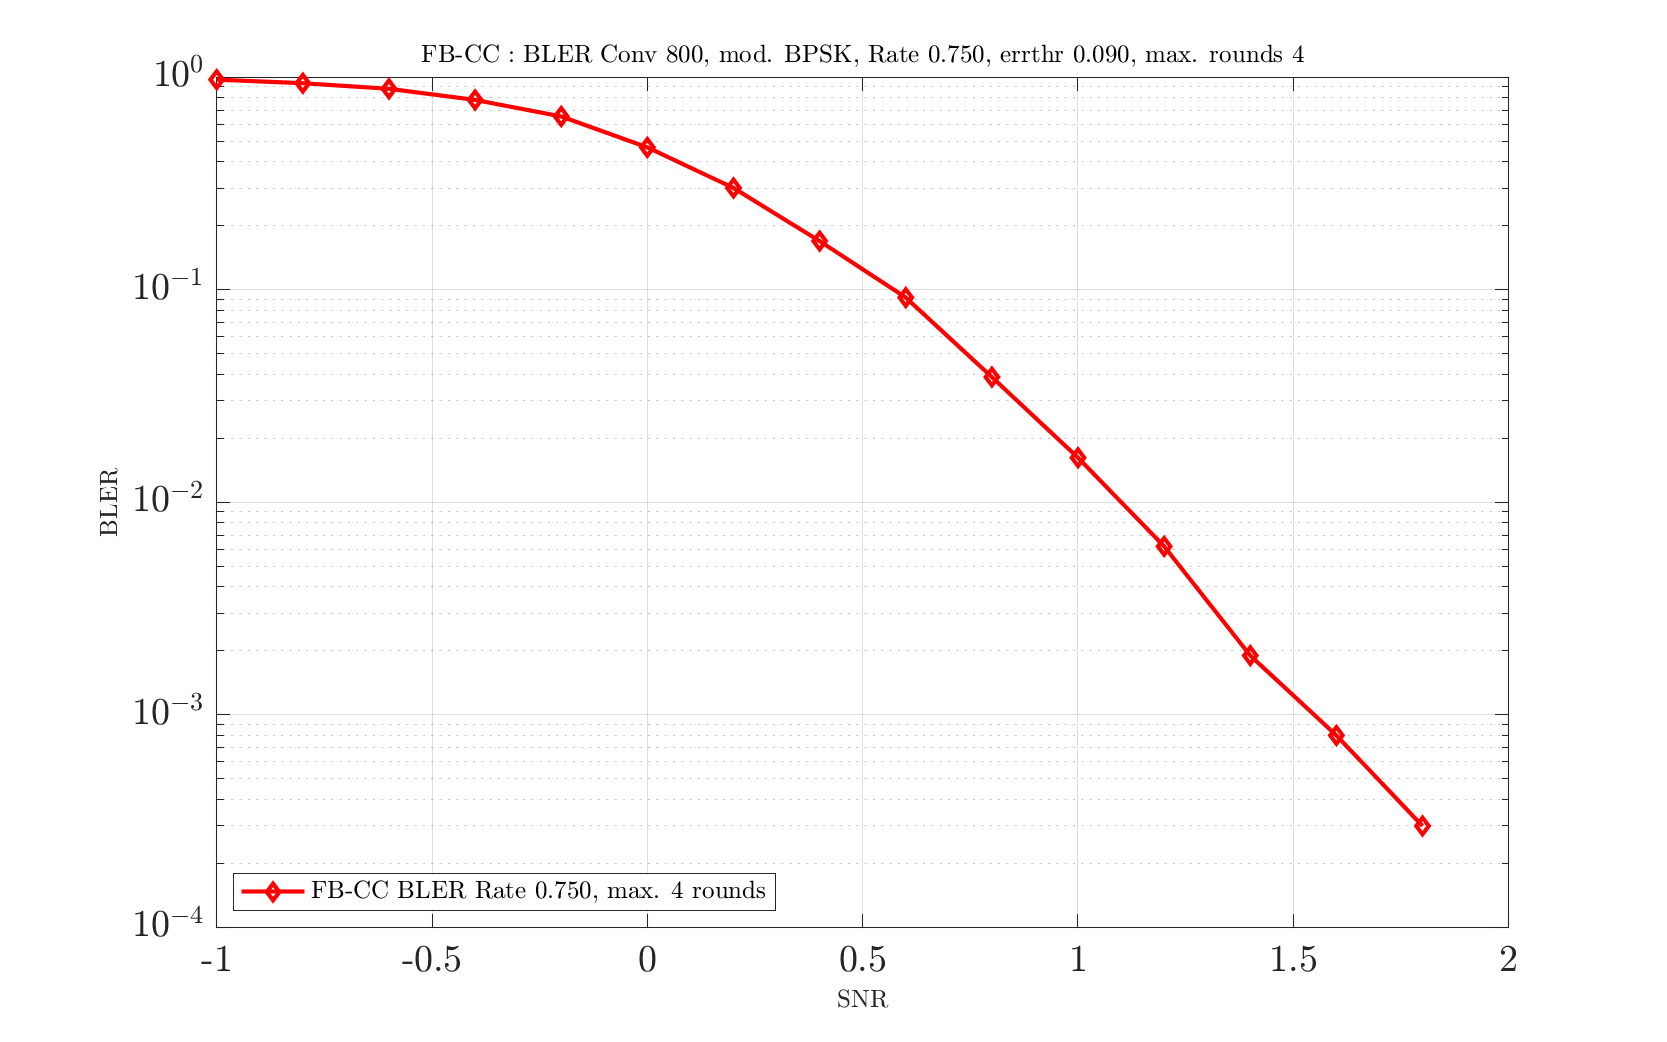 FB-CC : BLER Conv 800, mod. BPSK, Rate 0.750, errthr 0.090, max. rounds 4
10⁰
10⁻¹
10⁻²
10⁻³
10⁻⁴
BLER
FB-CC BLER Rate 0.750, max. 4 rounds
-1 -0.5 0 0.5 1 1.5 2
SNR